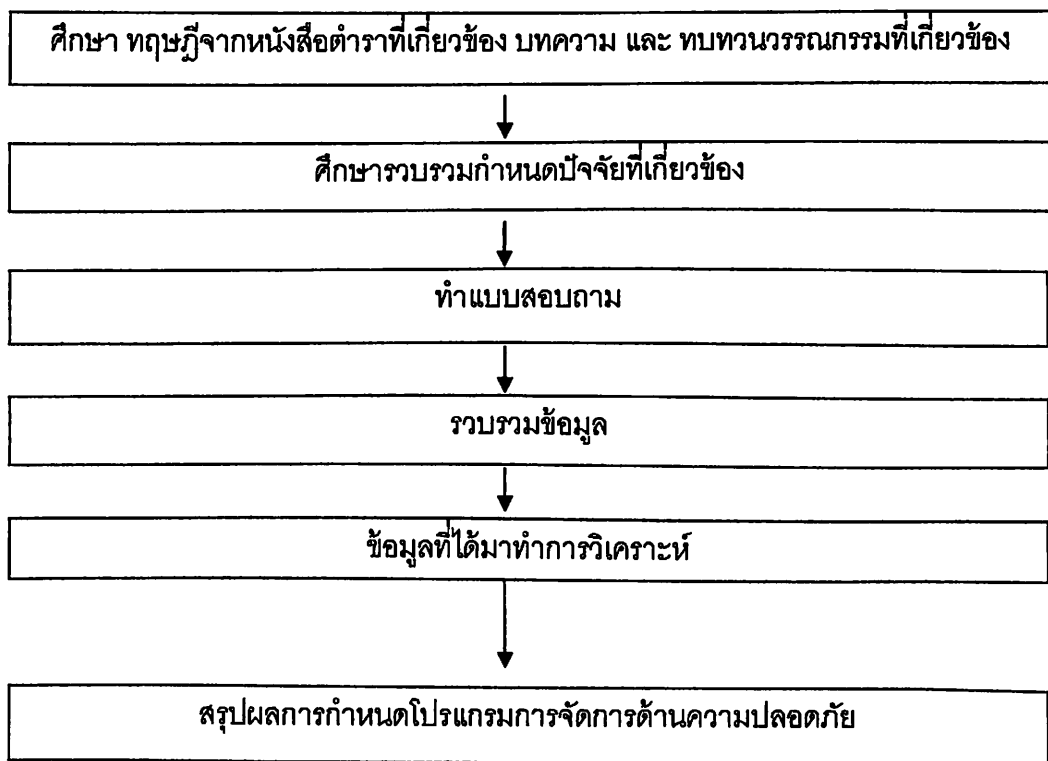 ศึกษา ทฤษฎีจากหนังสือตำราที่เกี่ยวข้อง บทความ และ ทบทวนวรรณกรรมที่เกี่ยวข้อง
ศึกษารวบรวมกำหนดปัจจัยที่เกี่ยวข้อง
ทำแบบสอบถาม
รวบรวมข้อมูล
ข้อมูลที่ได้มาทำการวิเคราะห์
สรุปผลการกำหนดโปรแกรมการจัดการด้านความปลอดภัย